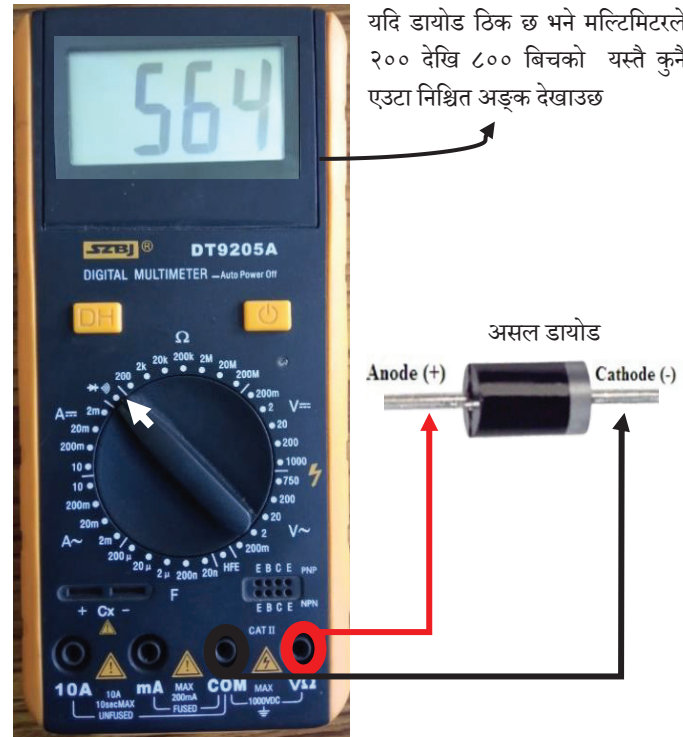 यदि डायोड ठिक छ भने मल्टिमिटरले
२०० देखि ८०० बिचको यस्तै कुनै
एउटा निश्चित अङ्क देखाउछ
564
SZBJ ® DT9205A
DIGITAL MULTIMETER – Auto Power Off
DH
Ω
200 2k 20k 200k 2M 20M 200M
A⎓ 2m 20m 200m 10
10 200m 20m 2m A~
200m 2 20 200 1000 V⎓
750 200 20 2 200m V~
200μ 20μ 2μ 200n 20n HFE
F
E B C E PNP
E B C E NPN
+ Cx –
CAT II
10A mA COM VΩ
10A
10secMAX
UNFUSED
MAX
200mA
FUSED
MAX
1000VDC
असल डायोड
Anode (+) Cathode (-)